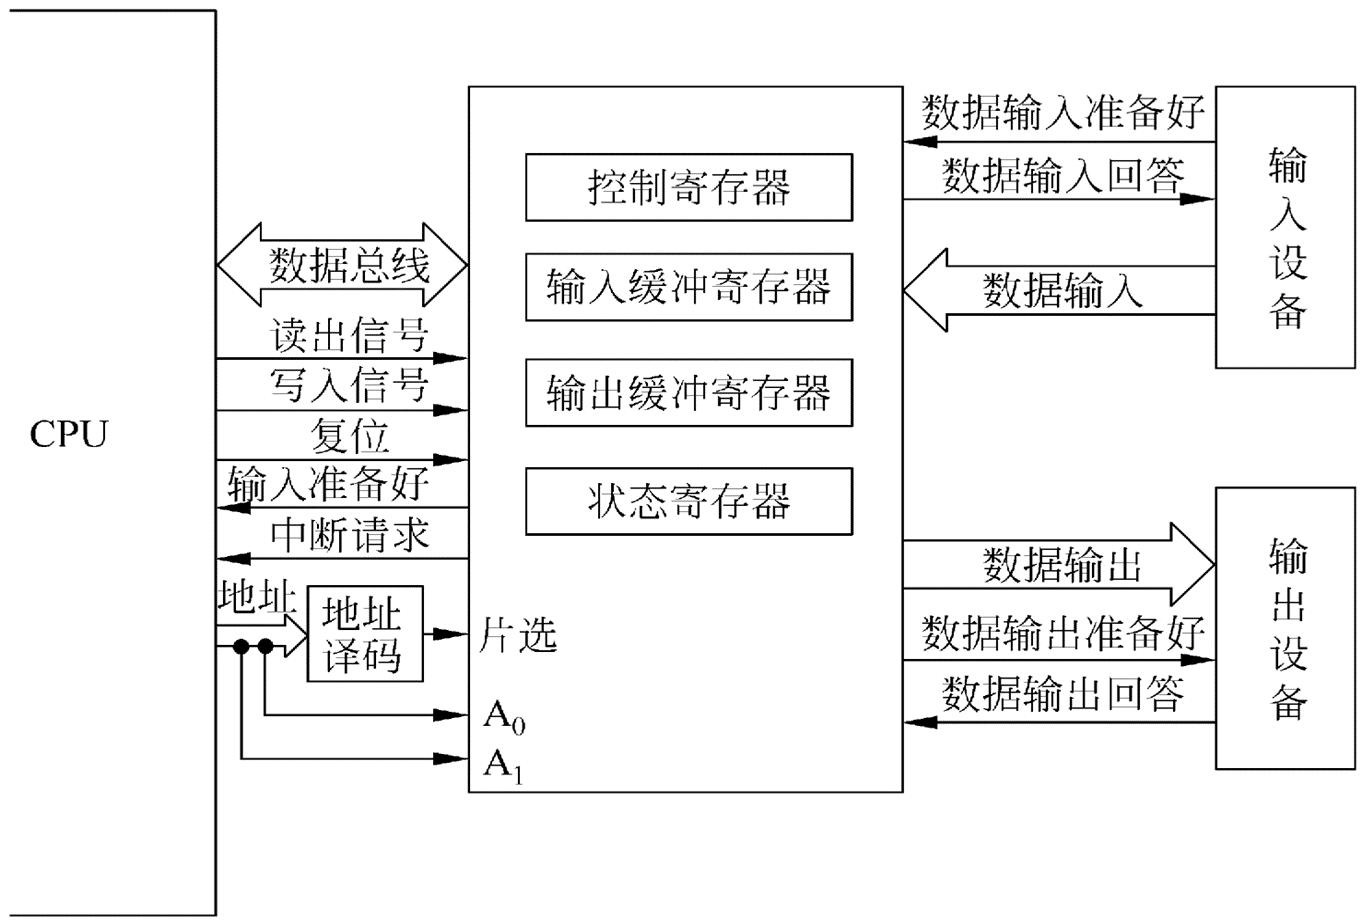 CPU
数据总线
读出信号
写入信号
复位
输入准备好
中断请求
地址
地址
译码
片选
A0
A1
控制寄存器
输入缓冲寄存器
输出缓冲寄存器
状态寄存器
数据输入准备好
数据输入回答
数据输入
输入设备
数据输出
数据输出准备好
数据输出回答
输出设备